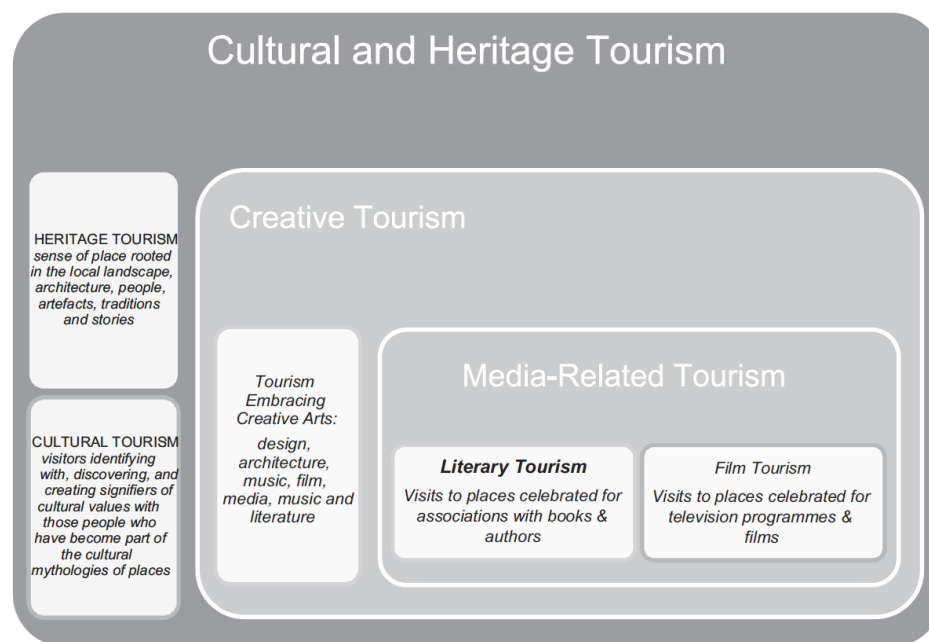 Cultural and Heritage Tourism
HERITAGE TOURISM
sense of place rooted
in the local landscape,
architecture, people,
artefacts, traditions
and stories
CULTURAL TOURISM
visitors identifying
with, discovering, and
creating signifiers of
cultural values with
those people who
have become part of
the cultural
mythologies of places
Creative Tourism
Tourism
Embracing
Creative Arts:
design,
architecture,
music, film,
media, music and
literature
Media-Related Tourism
Literary Tourism
Visits to places celebrated for
associations with books &
authors
Film Tourism
Visits to places celebrated for
television programmes &
films